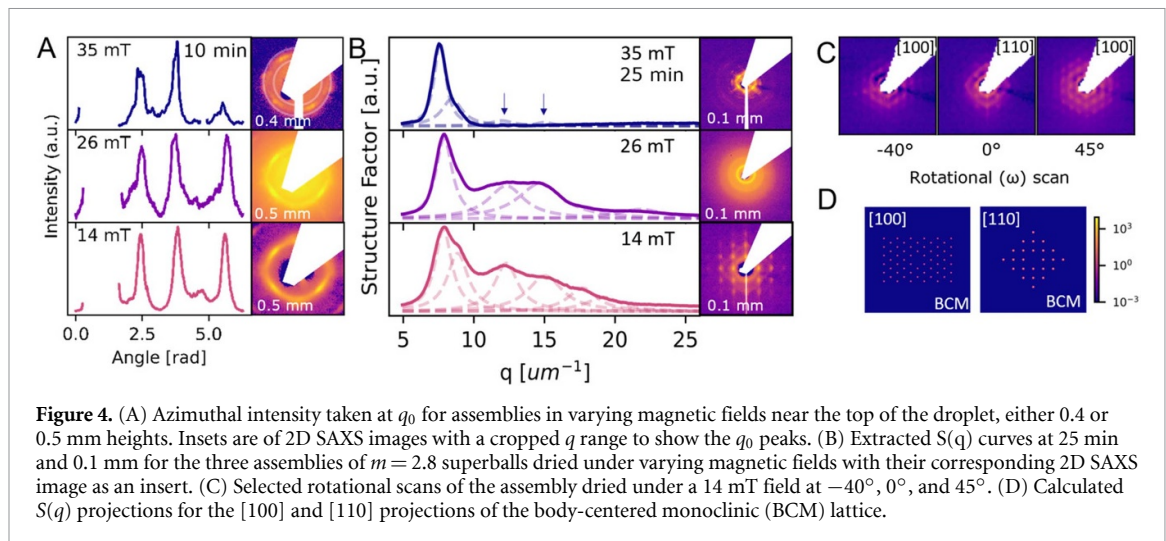 A
35 mT
10 min
0.4 mm
26 mT
0.5 mm
14 mT
0.5 mm
Intensity (a.u.)
2.5
5.0
Angle [rad]
B
35 mT
25 min
0.1 mm
26 mT
0.1 mm
14 mT
0.1 mm
Structure Factor [a.u.]
5
10
15
20
25
q [um⁻¹]
C
[100]
[110]
[100]
-40°
0°
45°
Rotational (ω) scan
D
[100]
BCM
[110]
BCM
10³
10⁰
10⁻³
Figure 4. (A) Azimuthal intensity taken at q₀ for assemblies in varying magnetic fields near the top of the droplet, either 0.4 or
0.5 mm heights. Insets are of 2D SAXS images with a cropped q range to show the q₀ peaks. (B) Extracted S(q) curves at 25 min
and 0.1 mm for the three assemblies of m = 2.8 superballs dried under varying magnetic fields with their corresponding 2D SAXS
image as an insert. (C) Selected rotational scans of the assembly dried under a 14 mT field at −40°, 0°, and 45°. (D) Calculated
S(q) projections for the [100] and [110] projections of the body-centered monoclinic (BCM) lattice.